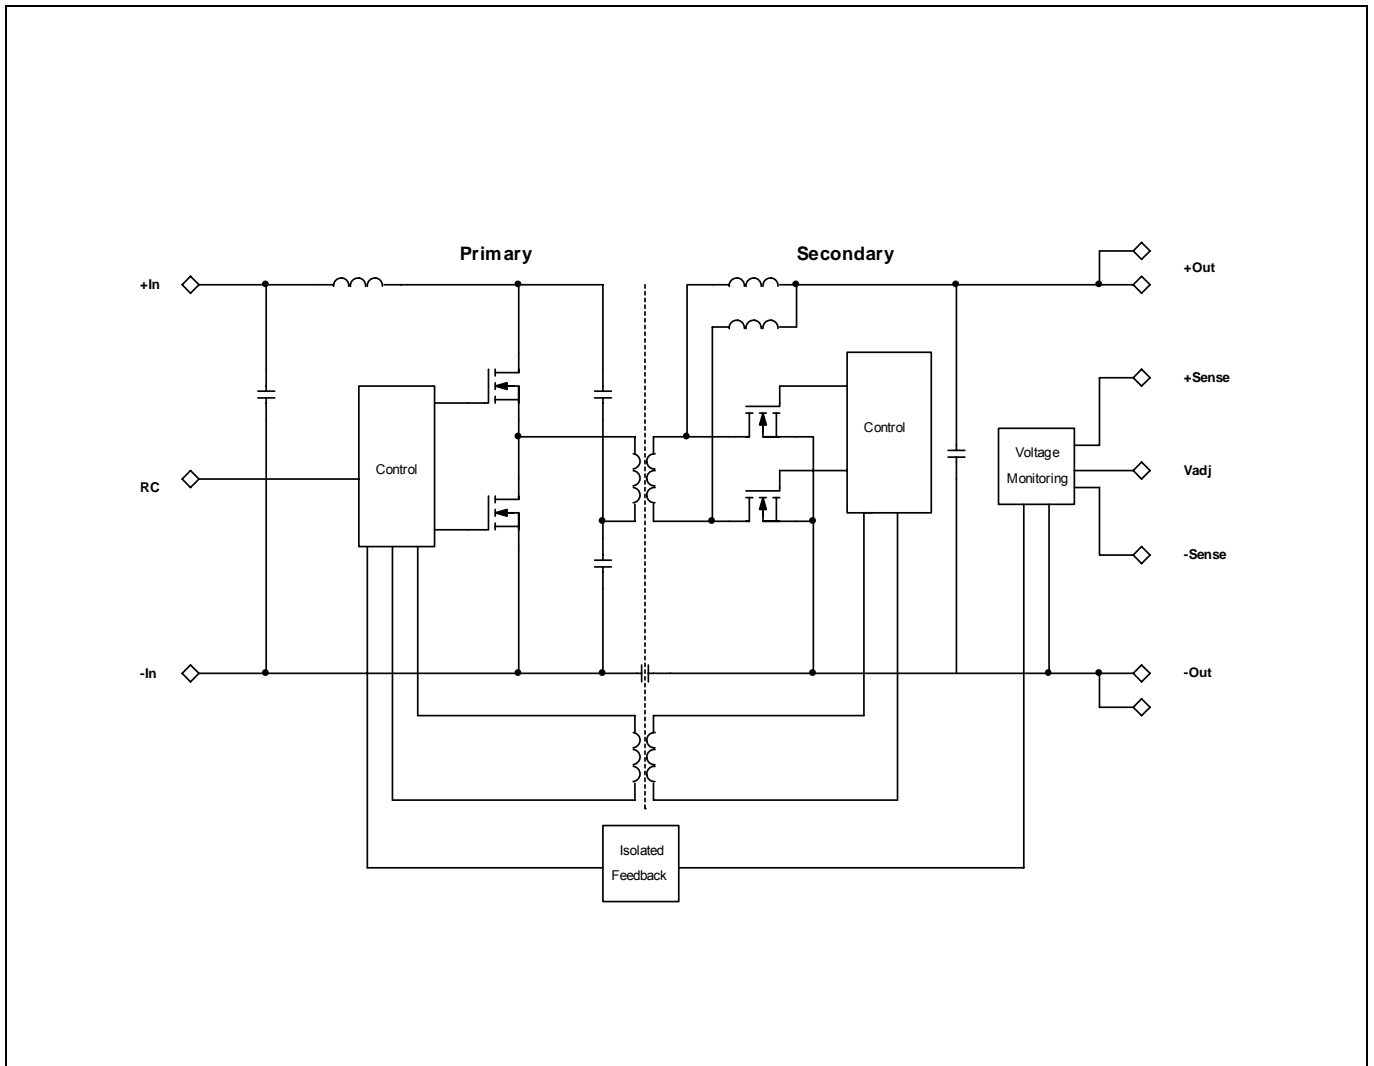 Primary
Secondary
+In
+Out
+Sense
Control
Control
Voltage
Monitoring
Vadj
RC
-Sense
-In
-Out
Isolated
Feedback